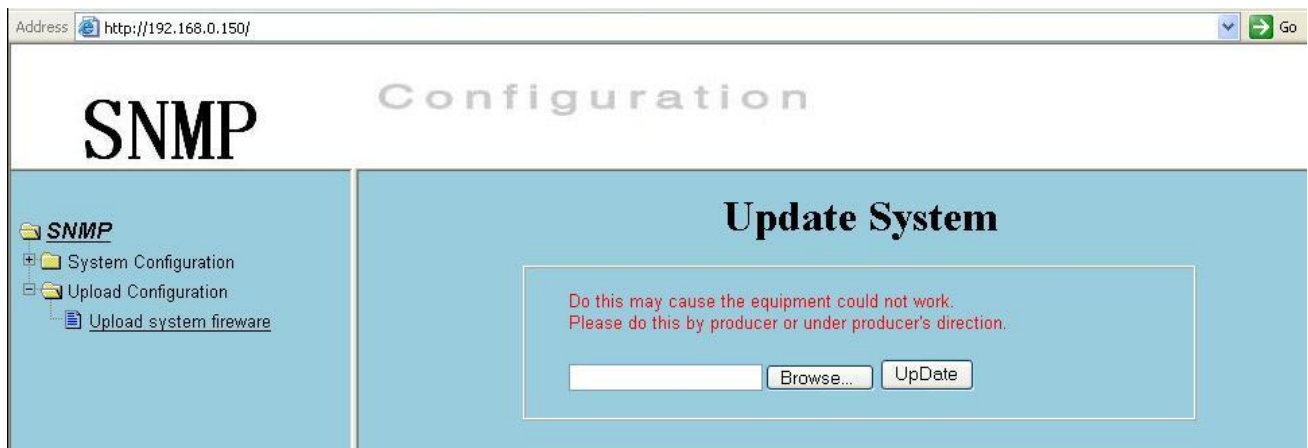 Address http://192.168.0.150/ Go
SNMP
Configuration
SNMP
System Configuration
Upload Configuration
Upload system fireware
Update System
Do this may cause the equipment could not work.
Please do this by producer or under producer's direction.
Browse... UpDate